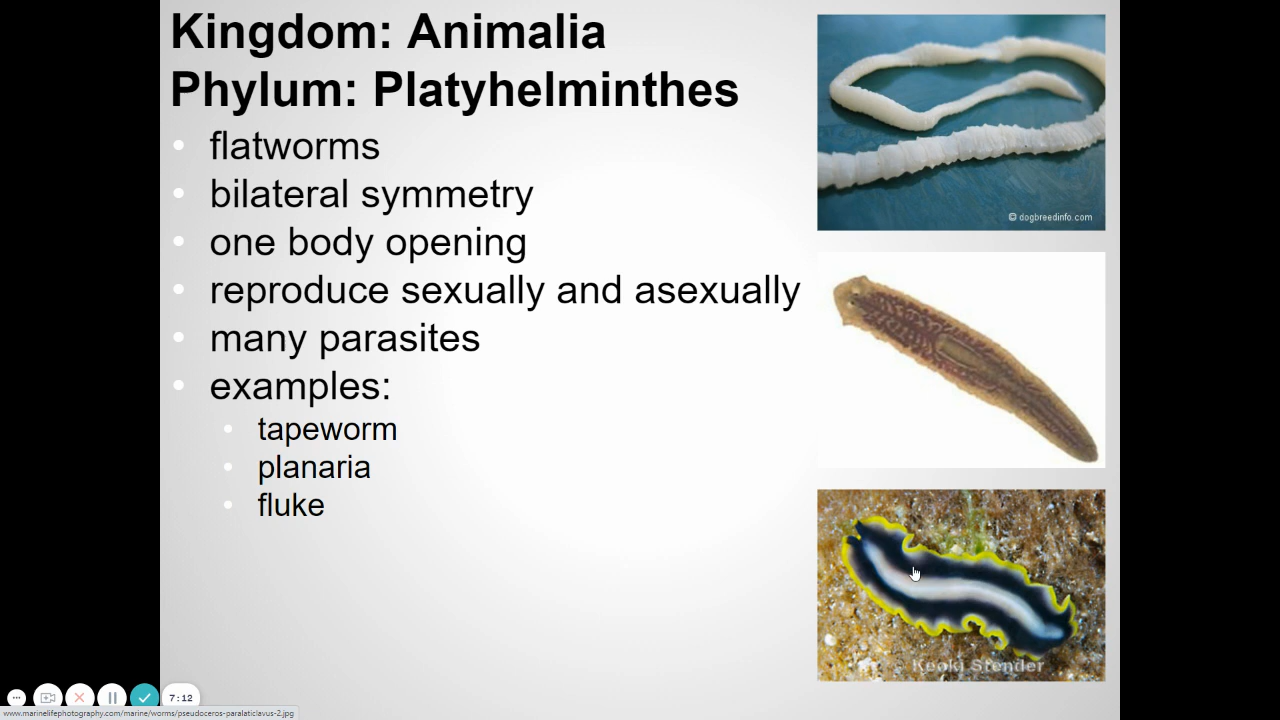 Kingdom: Animalia
Phylum: Platyhelminthes
• flatworms
• bilateral symmetry
• one body opening
• reproduce sexually and asexually
• many parasites
• examples:
• tapeworm
• planaria
• fluke
© dogbreedinfo.com
© Keoki Stender
7:12
www.marinelifephotography.com/marine/worms/pseudoceros-paralaticlavus-2.jpg